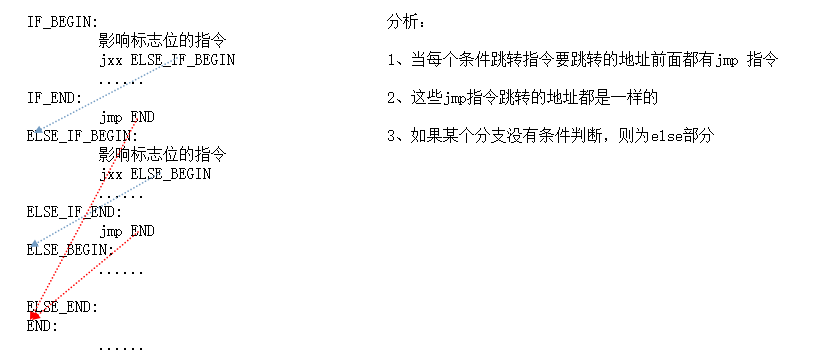 IF_BEGIN:
影响标志位的指令
jxx ELSE_IF_BEGIN
......
IF_END:
jmp END
ELSE_IF_BEGIN:
影响标志位的指令
jxx ELSE_BEGIN
......
ELSE_IF_END:
jmp END
ELSE_BEGIN:
......
ELSE_END:
END:
......
分析：
1、当每个条件跳转指令要跳转的地址前面都有jmp 指令
2、这些jmp指令跳转的地址都是一样的
3、如果某个分支没有条件判断，则为else部分